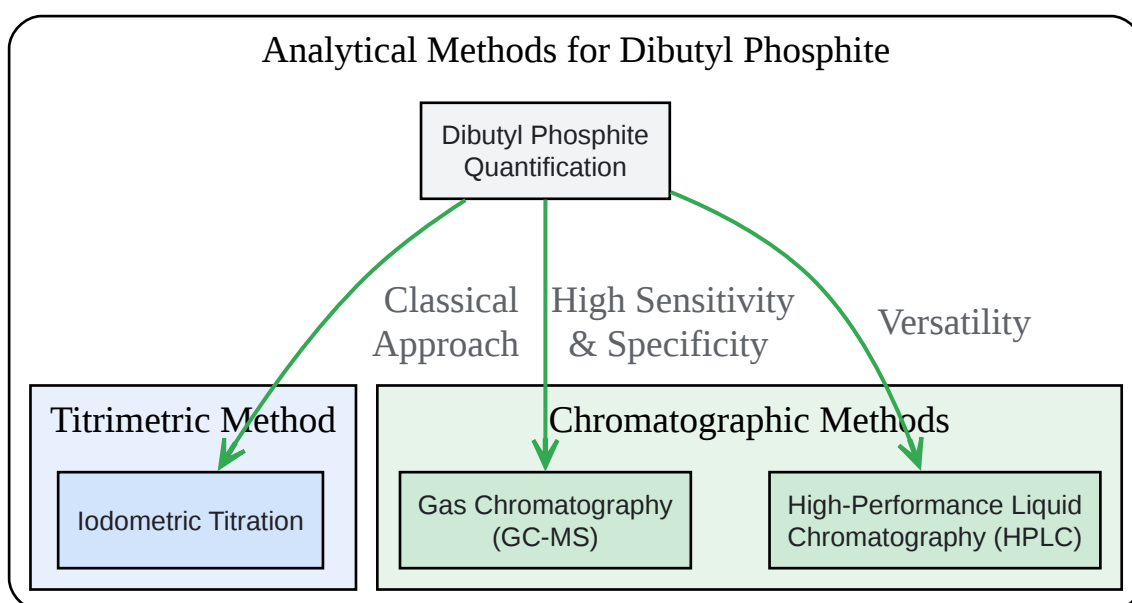 Analytical Methods for Dibutyl Phosphite
Dibutyl Phosphite
Quantification
Classical
Approach
High Sensitivity
& Specificity
Versatility
Titrimetric Method
Iodometric Titration
Chromatographic Methods
Gas Chromatography
(GC-MS)
High-Performance Liquid
Chromatography (HPLC)